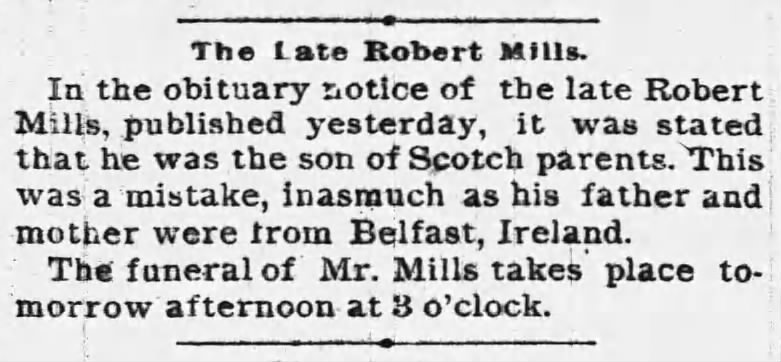 The Late Robert Mills.
In the obituary notice of the late Robert
Mills, published yesterday, it was stated
that he was the son of Scotch parents. This
was a mistake, inasmuch as his father and
mother were from Belfast, Ireland.
The funeral of Mr. Mills takes place to-
morrow afternoon at 3 o'clock.